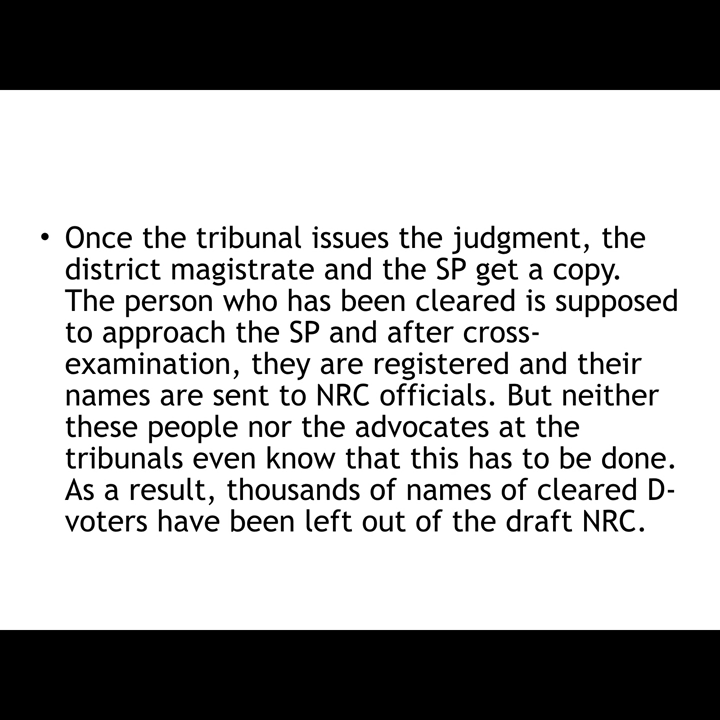 • Once the tribunal issues the judgment, the
district magistrate and the SP get a copy.
The person who has been cleared is supposed
to approach the SP and after cross-
examination, they are registered and their
names are sent to NRC officials. But neither
these people nor the advocates at the
tribunals even know that this has to be done.
As a result, thousands of names of cleared D-
voters have been left out of the draft NRC.